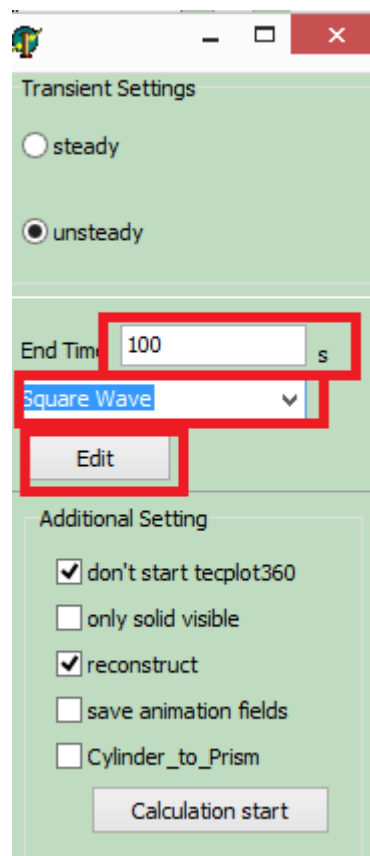 Transient Settings
steady
unsteady
End Time 100 s
Square Wave
Edit
Additional Setting
don't start tecplot360
only solid visible
reconstruct
save animation fields
Cylinder_to_Prism
Calculation start